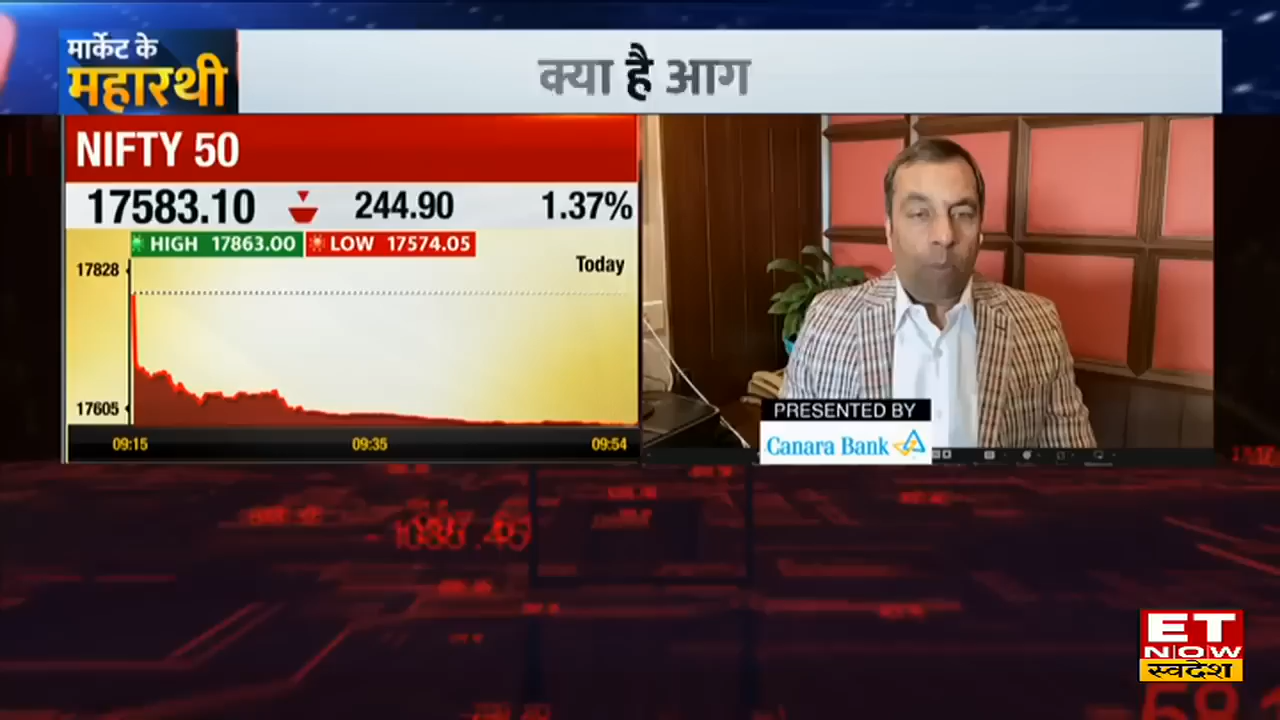 मार्केट के
महारथी
क्या है आग
NIFTY 50
17583.10 244.90 1.37%
HIGH 17863.00 LOW 17574.05
Today
17828
17605
09:15 09:35 09:54
PRESENTED BY
Canara Bank
ET
NOW
स्वदेश